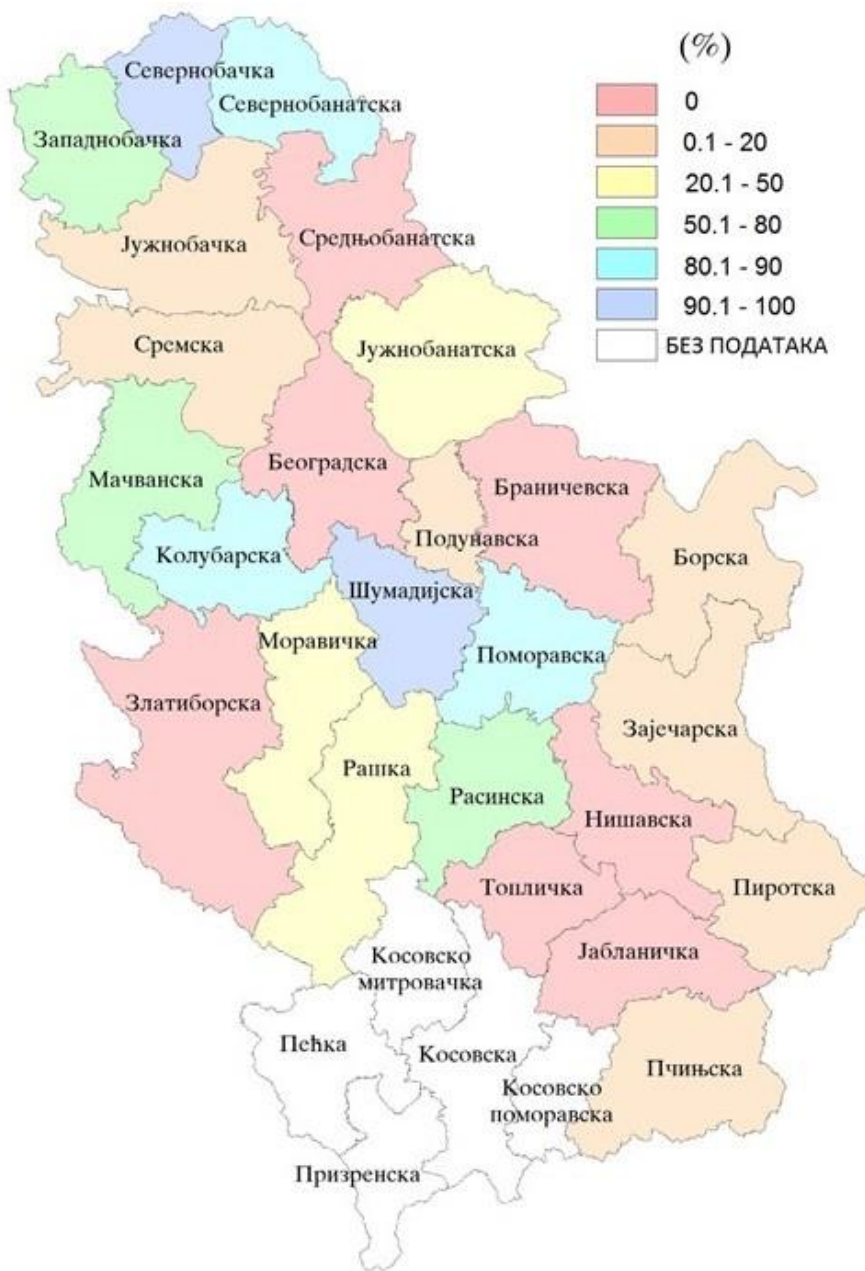 (%)
0
0.1 - 20
20.1 - 50
50.1 - 80
80.1 - 90
90.1 - 100
БЕЗ ПОДАТАКА
Севернобачка
Севернобанатска
Западнобачка
Јужнобачка
Средњобанатска
Сремска
Јужнобанатска
Мачванска
Београдска
Браничевска
Подунавска
Борска
Колубарска
Шумадијска
Моравичка
Поморавска
Златиборска
Зајечарска
Рашка
Расинска
Нишавска
Топличка
Пиротска
Јабланичка
Косовско
митровачка
Пећка
Косовска
Косовско
поморавска
Пчињска
Призренска